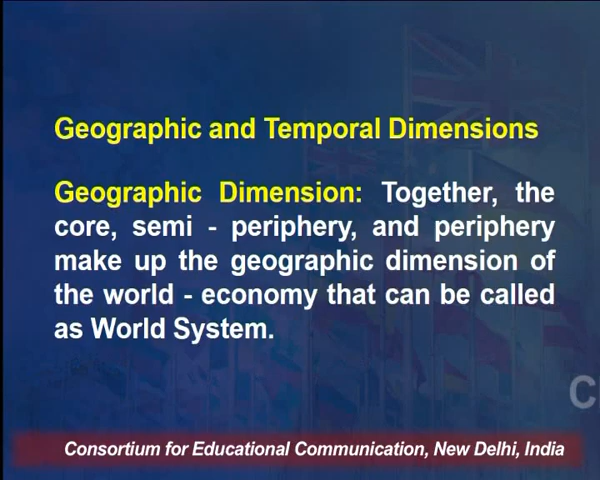 Geographic and Temporal Dimensions
Geographic Dimension: Together, the
core, semi - periphery, and periphery
make up the geographic dimension of
the world - economy that can be called
as World System.
C
Consortium for Educational Communication, New Delhi, India